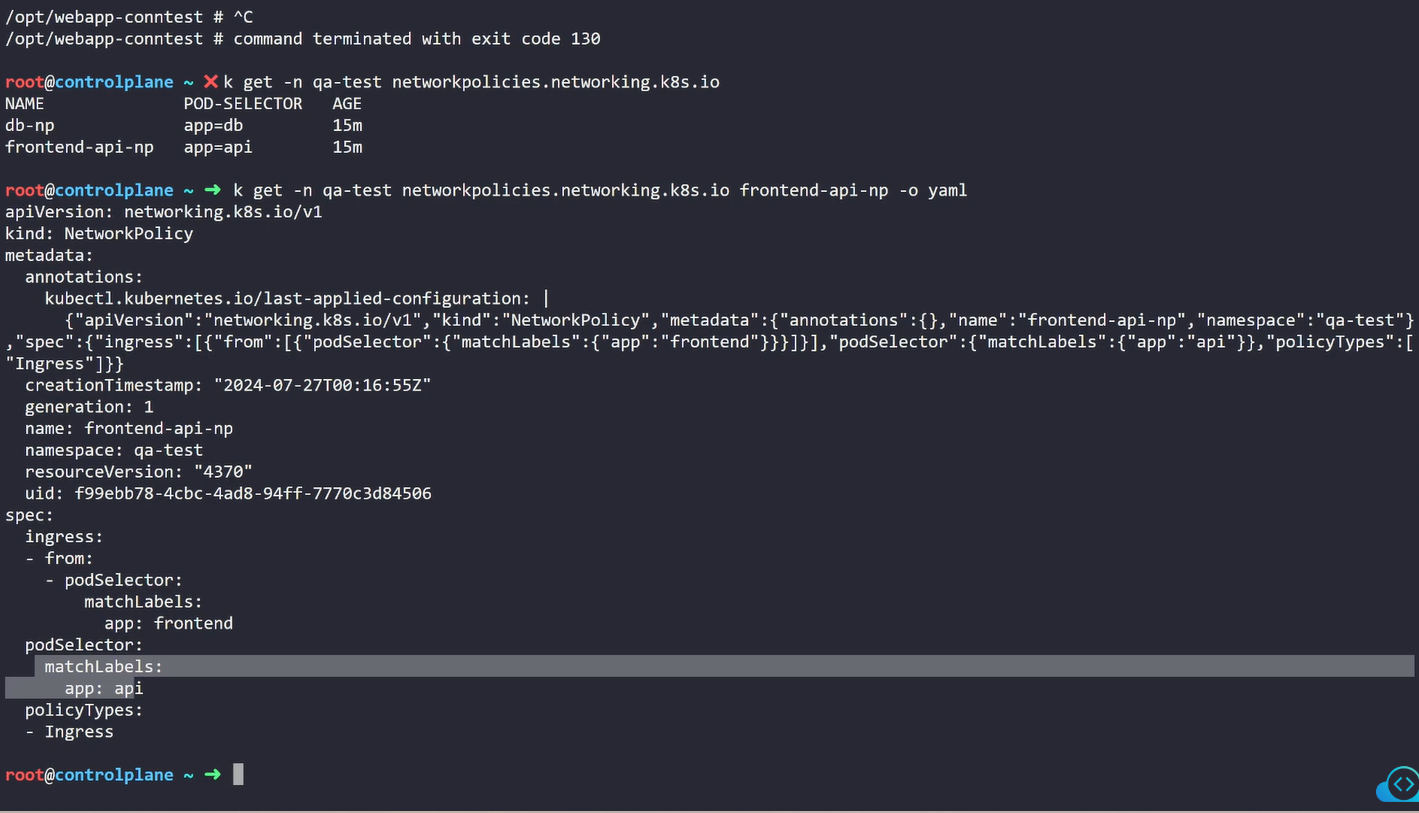 /opt/webapp-conntest # ^C
/opt/webapp-conntest # command terminated with exit code 130
root@controlplane ~ ❌ k get -n qa-test networkpolicies.networking.k8s.io
NAME              POD-SELECTOR   AGE
db-np             app=db         15m
frontend-api-np   app=api        15m
root@controlplane ~ ➜ k get -n qa-test networkpolicies.networking.k8s.io frontend-api-np -o yaml
apiVersion: networking.k8s.io/v1
kind: NetworkPolicy
metadata:
  annotations:
    kubectl.kubernetes.io/last-applied-configuration: |
      {"apiVersion":"networking.k8s.io/v1","kind":"NetworkPolicy","metadata":{"annotations":{},"name":"frontend-api-np","namespace":"qa-test"}
,"spec":{"ingress":[{"from":[{"podSelector":{"matchLabels":{"app":"frontend"}}}]}],"podSelector":{"matchLabels":{"app":"api"}},"policyTypes":[
"Ingress"]}}
  creationTimestamp: "2024-07-27T00:16:55Z"
  generation: 1
  name: frontend-api-np
  namespace: qa-test
  resourceVersion: "4370"
  uid: f99ebb78-4cbc-4ad8-94ff-7770c3d84506
spec:
  ingress:
  - from:
    - podSelector:
        matchLabels:
          app: frontend
  podSelector:
    matchLabels:
      app: api
  policyTypes:
  - Ingress
root@controlplane ~ ➜